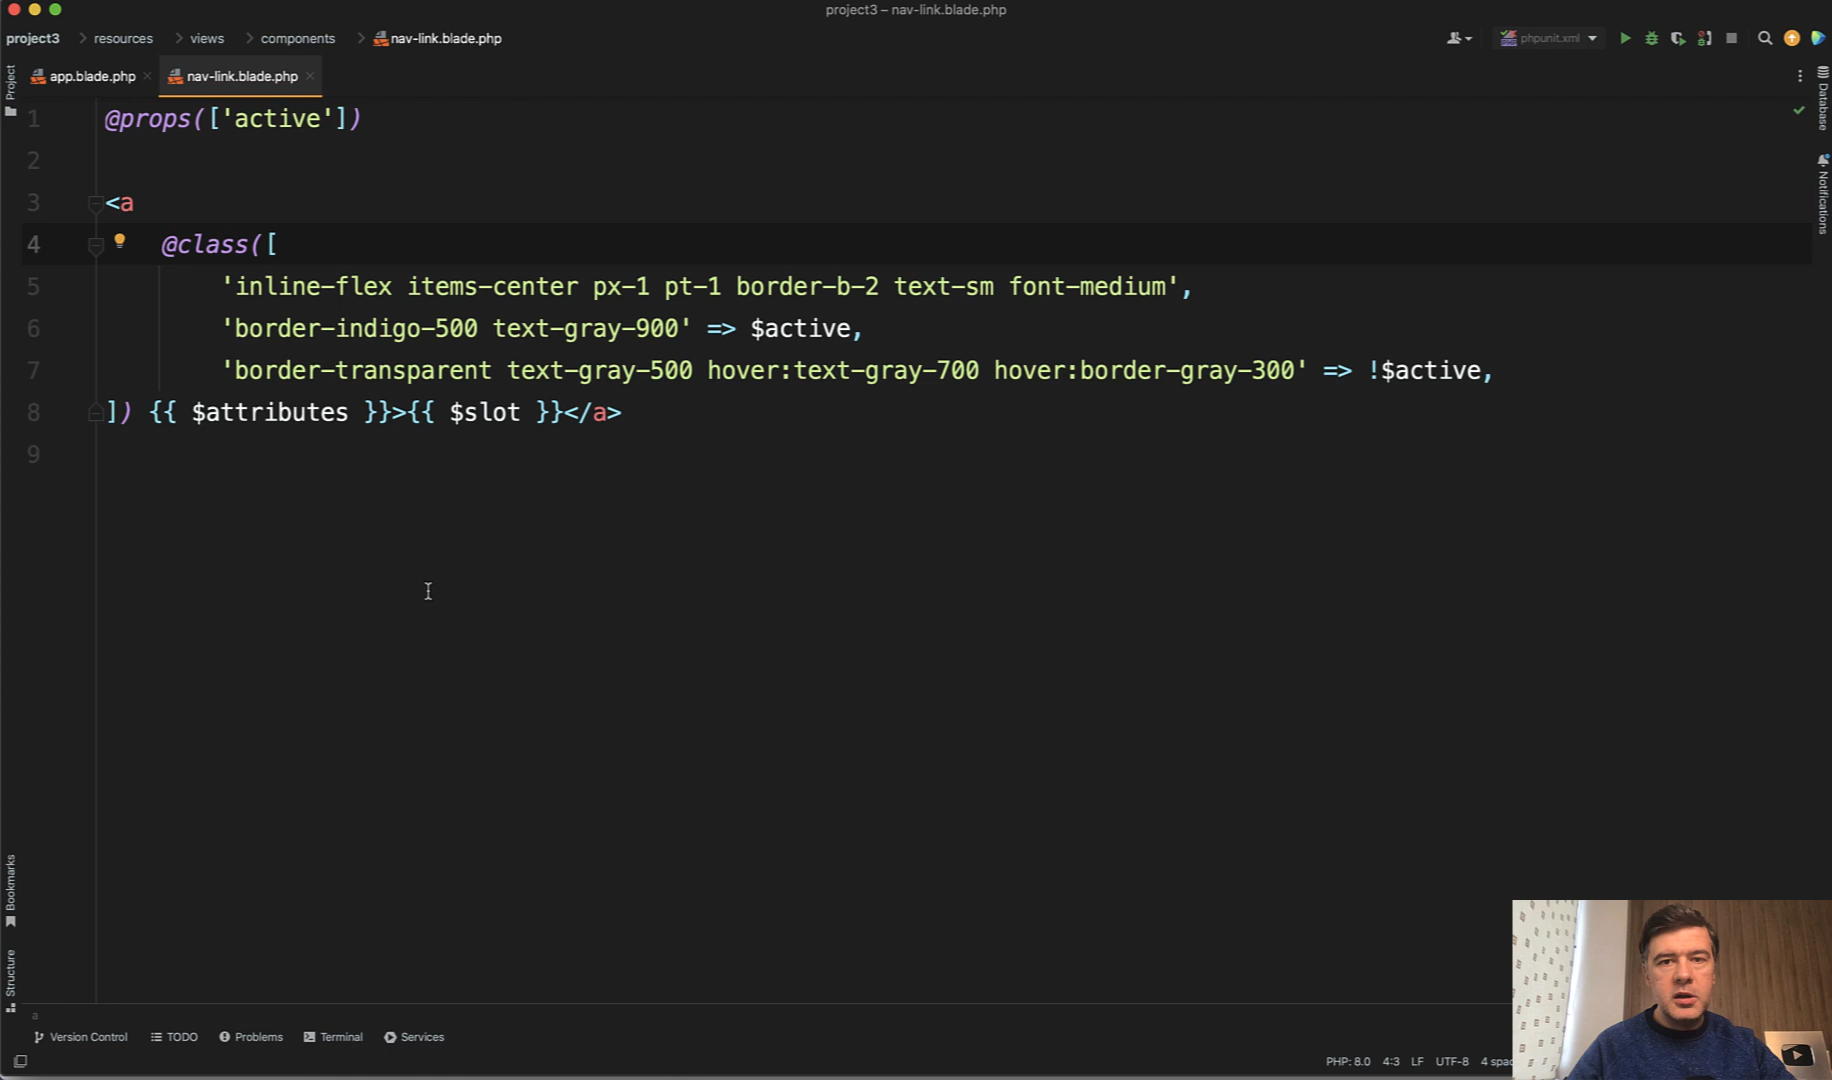 project3 – nav-link.blade.php
project3 resources views components nav-link.blade.php
phpunit.xml
app.blade.php nav-link.blade.php
Project
Database
Notifications
1 @props(['active'])
2
3 <a
4 @class([
5 'inline-flex items-center px-1 pt-1 border-b-2 text-sm font-medium',
6 'border-indigo-500 text-gray-900' => $active,
7 'border-transparent text-gray-500 hover:text-gray-700 hover:border-gray-300' => !$active,
8 ]) {{ $attributes }}>{{ $slot }}</a>
9
Bookmarks
Structure
a
Version Control TODO Problems Terminal Services
PHP: 8.0 4:3 LF UTF-8 4 spac